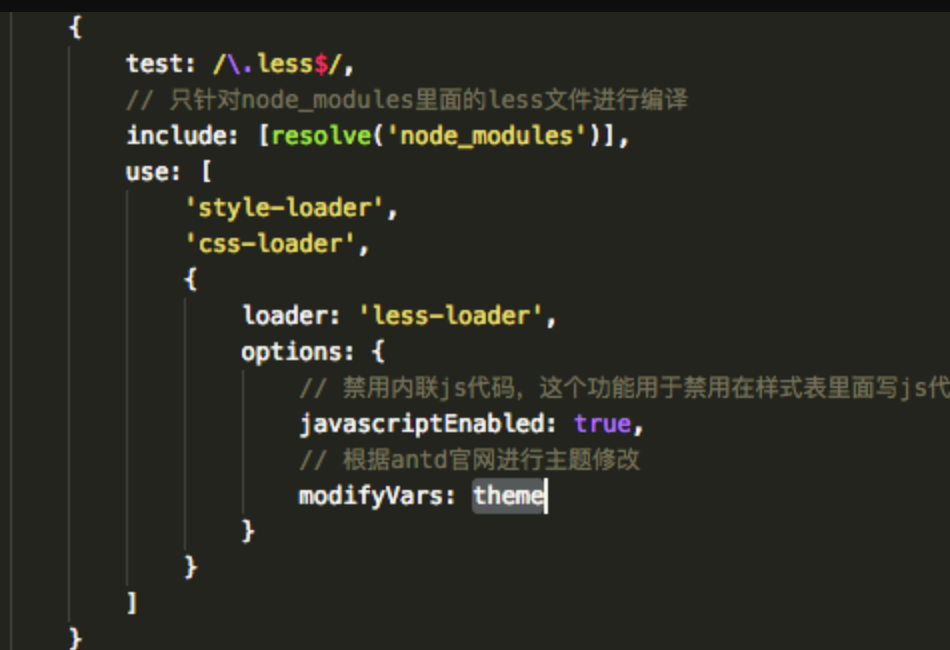 {
test: /\.less$/,
// 只针对node_modules里面的less文件进行编译
include: [resolve('node_modules')],
use: [
'style-loader',
'css-loader',
{
loader: 'less-loader',
options: {
// 禁用内联js代码，这个功能用于禁用在样式表里面写js代
javascriptEnabled: true,
// 根据antd官网进行主题修改
modifyVars: theme
}
}
]
}